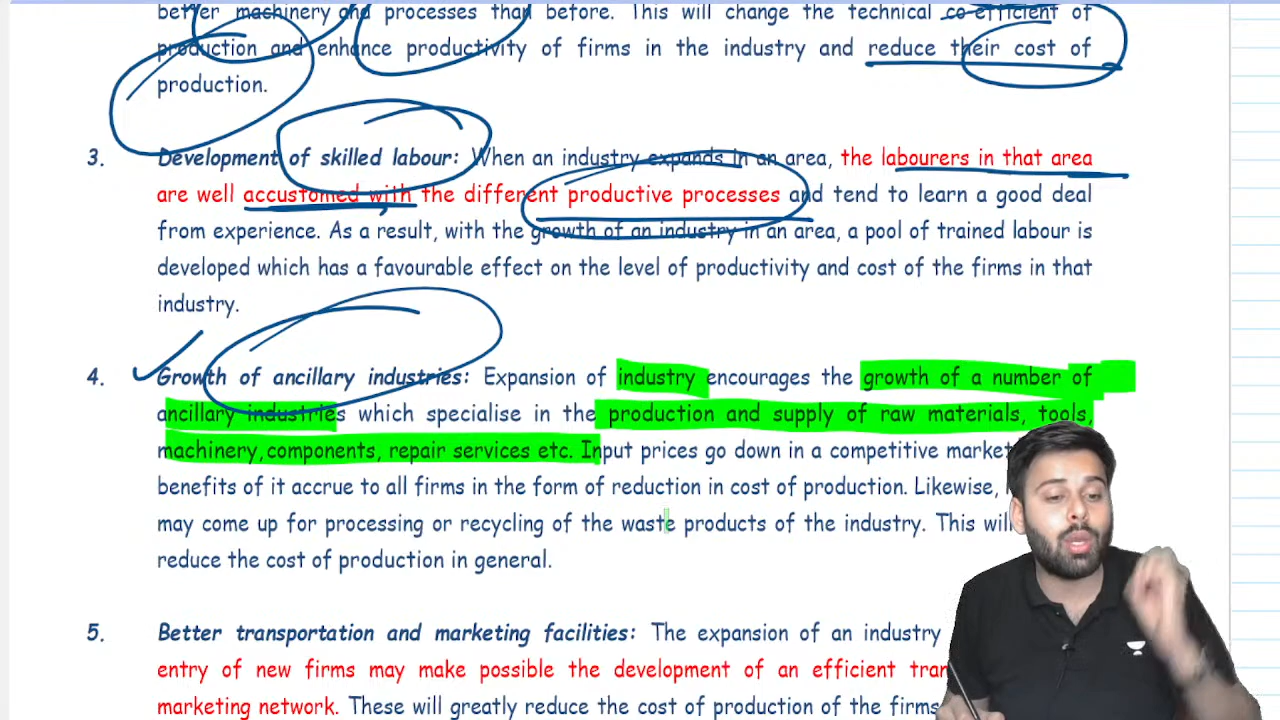 better machinery and processes than before. This will change the technical co-efficient of
production and enhance productivity of firms in the industry and reduce their cost of
production.
3. Development of skilled labour: When an industry expands in an area, the labourers in that area
are well accustomed with the different productive processes and tend to learn a good deal
from experience. As a result, with the growth of an industry in an area, a pool of trained labour is
developed which has a favourable effect on the level of productivity and cost of the firms in that
industry.
4. Growth of ancillary industries: Expansion of industry encourages the growth of a number of
ancillary industries which specialise in the production and supply of raw materials, tools,
machinery, components, repair services etc. Input prices go down in a competitive market
benefits of it accrue to all firms in the form of reduction in cost of production. Likewise,
may come up for processing or recycling of the waste products of the industry. This will
reduce the cost of production in general.
5. Better transportation and marketing facilities: The expansion of an industry
entry of new firms may make possible the development of an efficient
marketing network. These will greatly reduce the cost of production of the firms